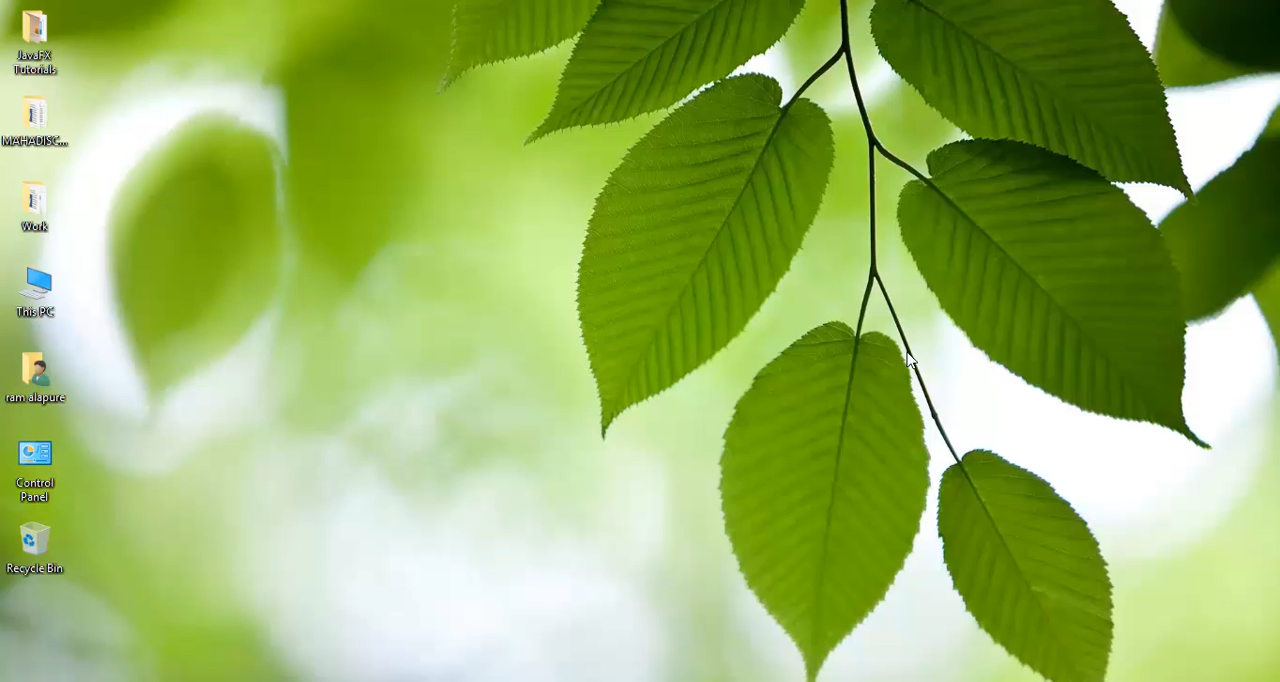 JavaFX
Tutorials
MAHADISC...
Work
This PC
ram alapure
Control
Panel
Recycle Bin